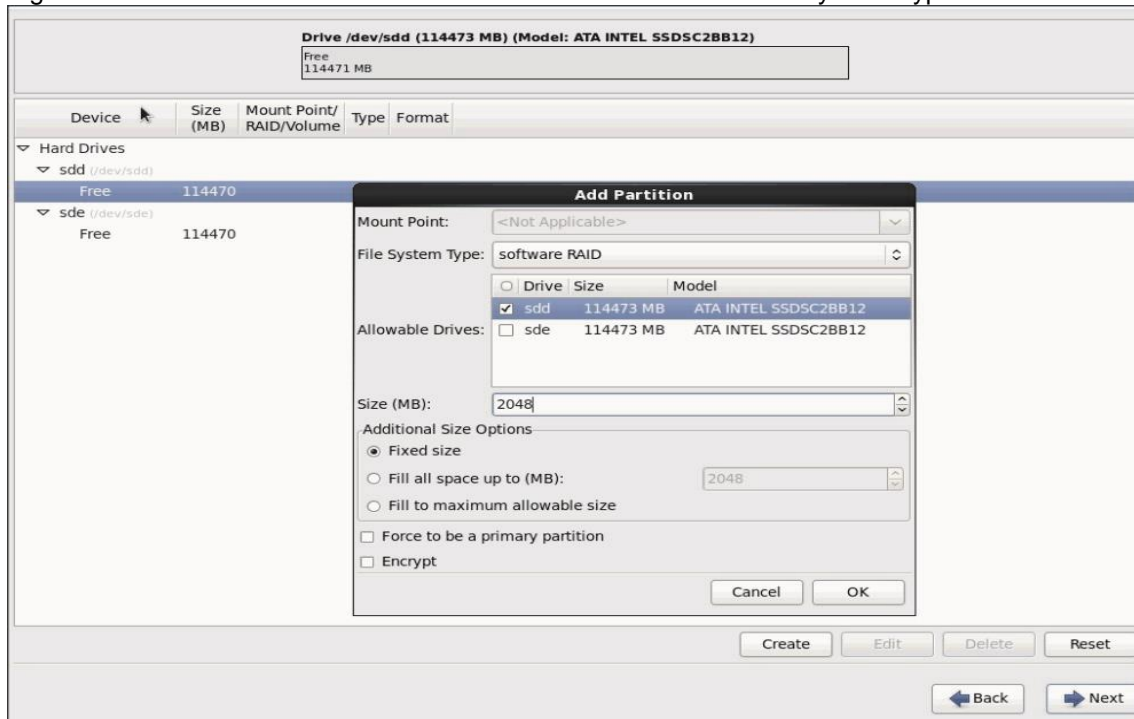 Drive /dev/sdd (114473 MB) (Model: ATA INTEL SSDSC2BB12)
Free
114471 MB
Device Size (MB) Mount Point/ RAID/Volume Type Format
Hard Drives
sdd (/dev/sdd)
Free 114470
sde (/dev/sde)
Free 114470
Add Partition
Mount Point: <Not Applicable>
File System Type: software RAID
Drive Size Model
sdd 114473 MB ATA INTEL SSDSC2BB12
Allowable Drives: sde 114473 MB ATA INTEL SSDSC2BB12
Size (MB): 2048
Additional Size Options
Fixed size
Fill all space up to (MB): 2048
Fill to maximum allowable size
Force to be a primary partition
Encrypt
Cancel OK
Create Edit Delete Reset
Back Next